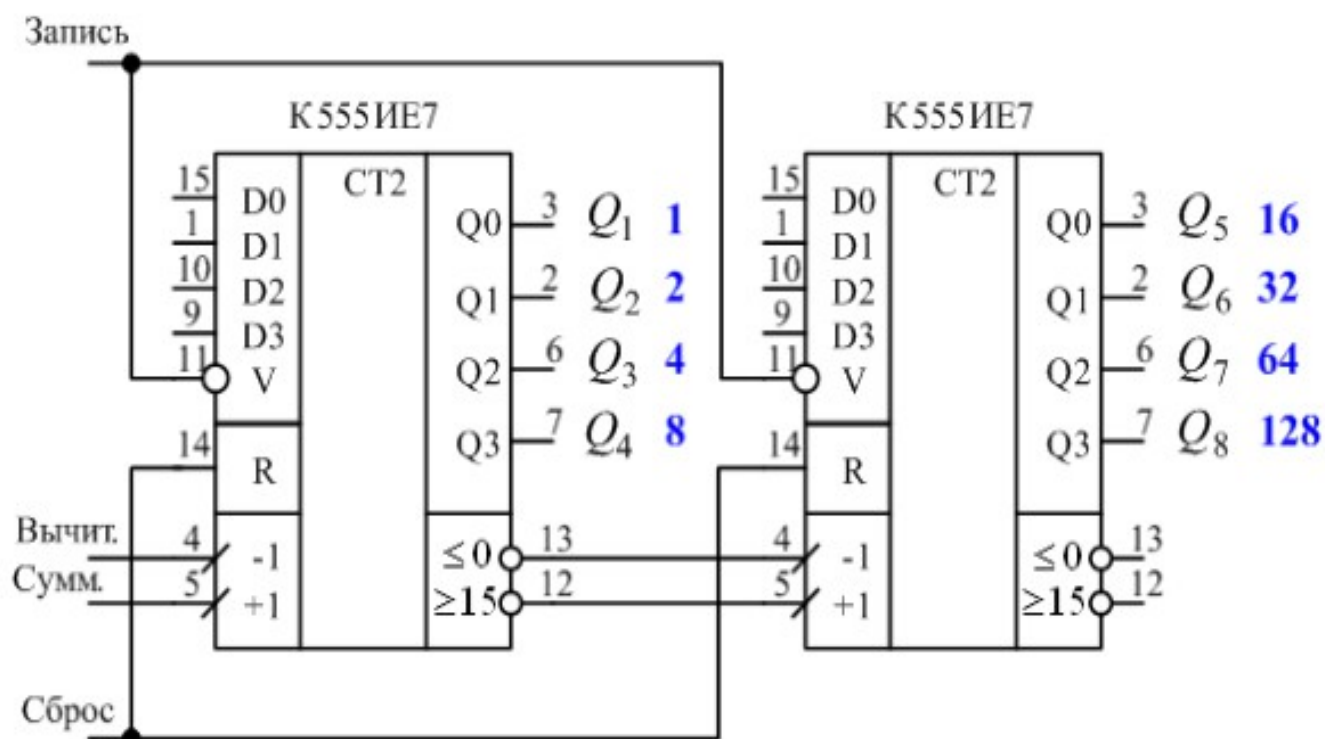 Запись
К555ИЕ7 К555ИЕ7
15 D0 CT2 Q0 3 Q1 1
1 D1 Q1 2 Q2 2
10 D2 Q2 6 Q3 4
9 D3 Q3 7 Q4 8
11 V
14 R
Вычит. 4 -1 ≤0 13
Сумм. 5 +1 ≥15 12
15 D0 CT2 Q0 3 Q5 16
1 D1 Q1 2 Q6 32
10 D2 Q2 6 Q7 64
9 D3 Q3 7 Q8 128
11 V
14 R
4 -1 ≤0 13
5 +1 ≥15 12
Сброс